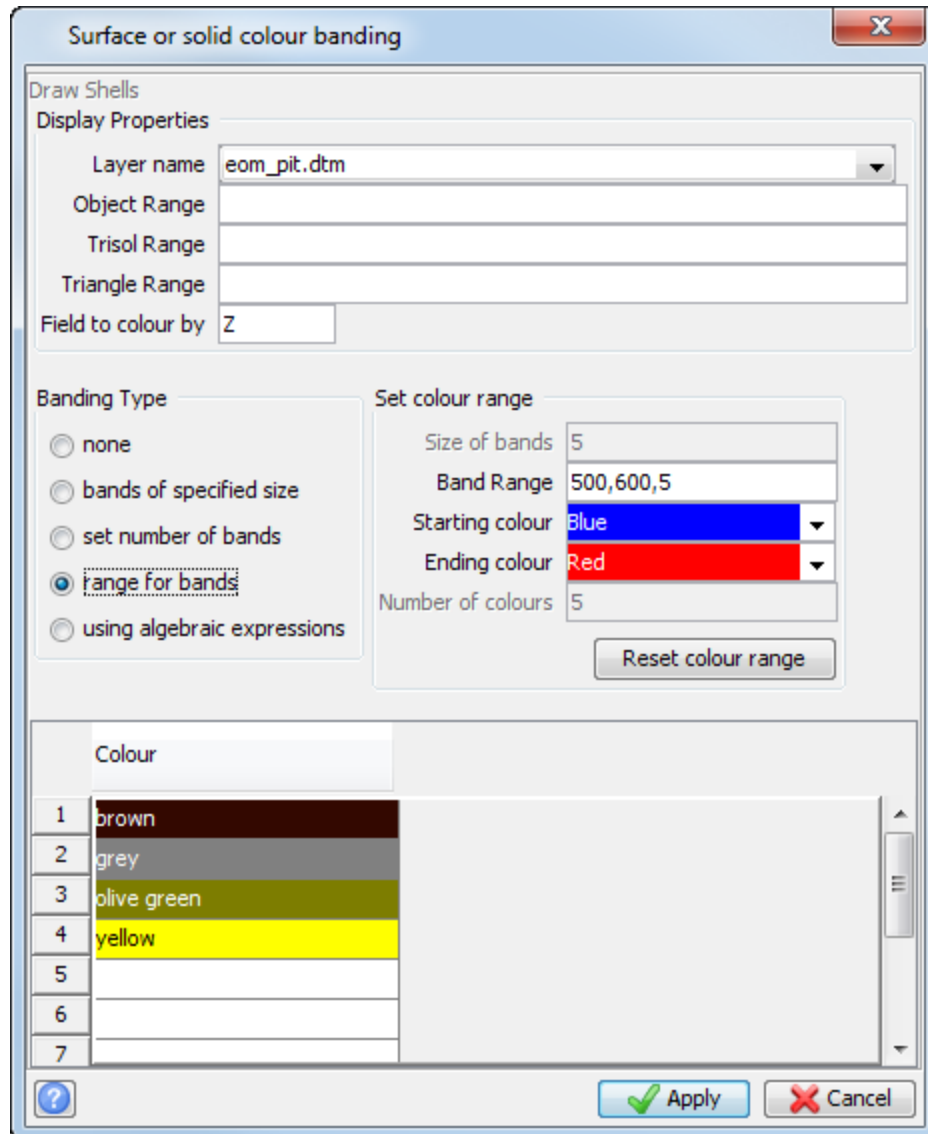 Surface or solid colour banding
Draw Shells
Display Properties
Layer name eom_pit.dtm
Object Range
Trisol Range
Triangle Range
Field to colour by Z
Banding Type
none
bands of specified size
set number of bands
range for bands
using algebraic expressions
Set colour range
Size of bands 5
Band Range 500,600,5
Starting colour Blue
Ending colour Red
Number of colours 5
Reset colour range
Colour
1 brown
2 grey
3 olive green
4 yellow
5
6
7
? Apply Cancel